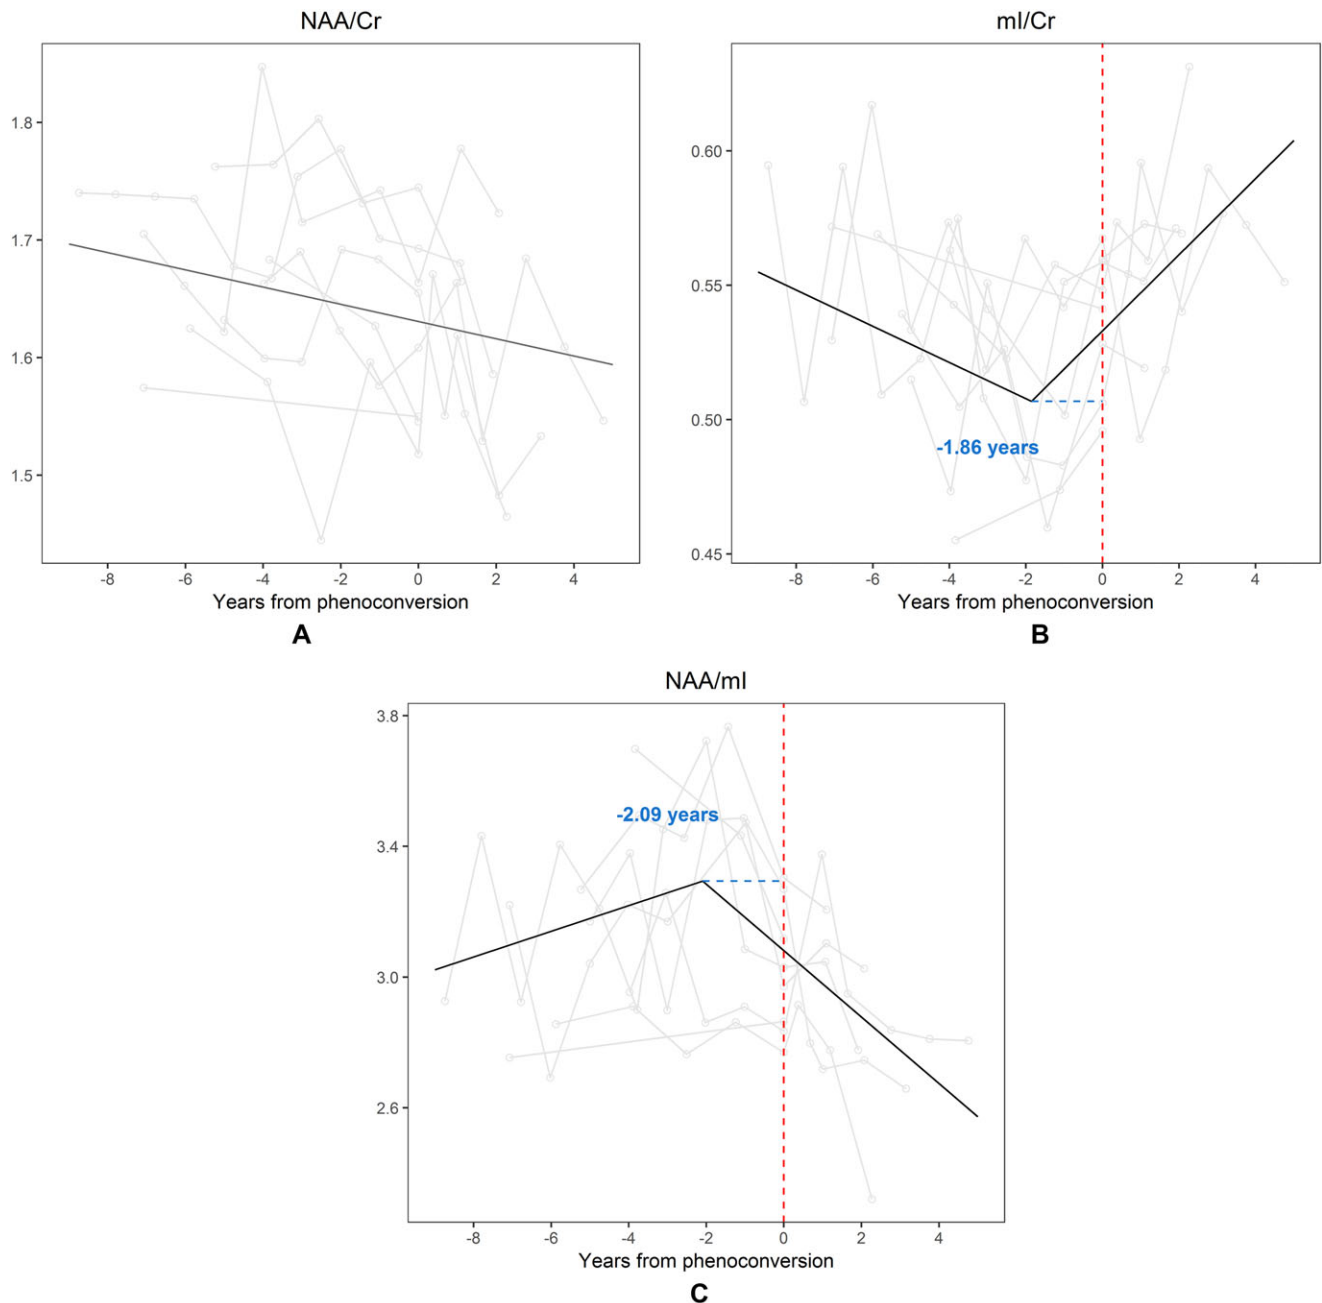 NAA/Cr
1.8
1.7
1.6
1.5
-8 -6 -4 -2 0 2 4
Years from phenoconversion
A
mI/Cr
0.60
0.55
0.50
0.45
-1.86 years
-8 -6 -4 -2 0 2 4
Years from phenoconversion
B
NAA/mI
3.8
3.4
3.0
2.6
-2.09 years
-8 -6 -4 -2 0 2 4
Years from phenoconversion
C